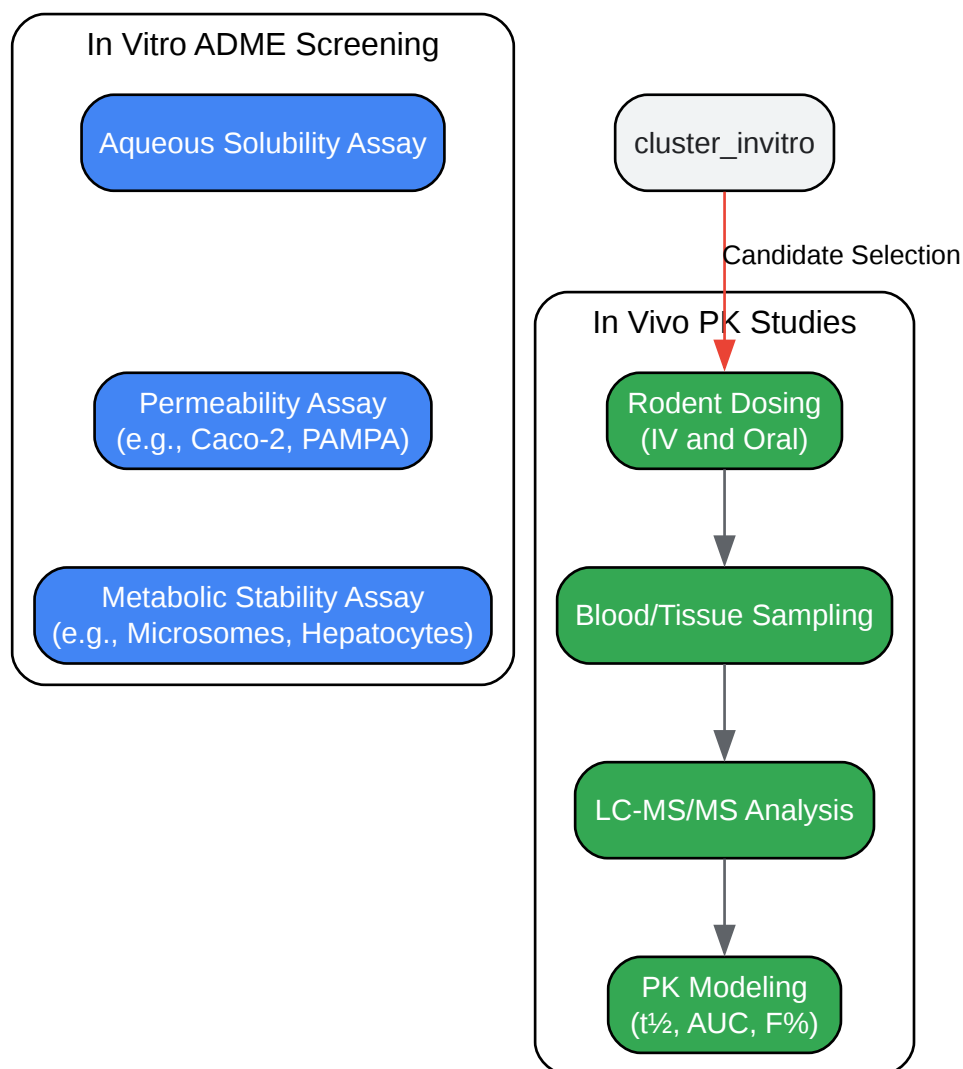 In Vitro ADME Screening
Aqueous Solubility Assay
Permeability Assay
(e.g., Caco-2, PAMPA)
Metabolic Stability Assay
(e.g., Microsomes, Hepatocytes)
cluster_invitro
Candidate Selection
In Vivo PK Studies
Rodent Dosing
(IV and Oral)
Blood/Tissue Sampling
LC-MS/MS Analysis
PK Modeling
(t½, AUC, F%)